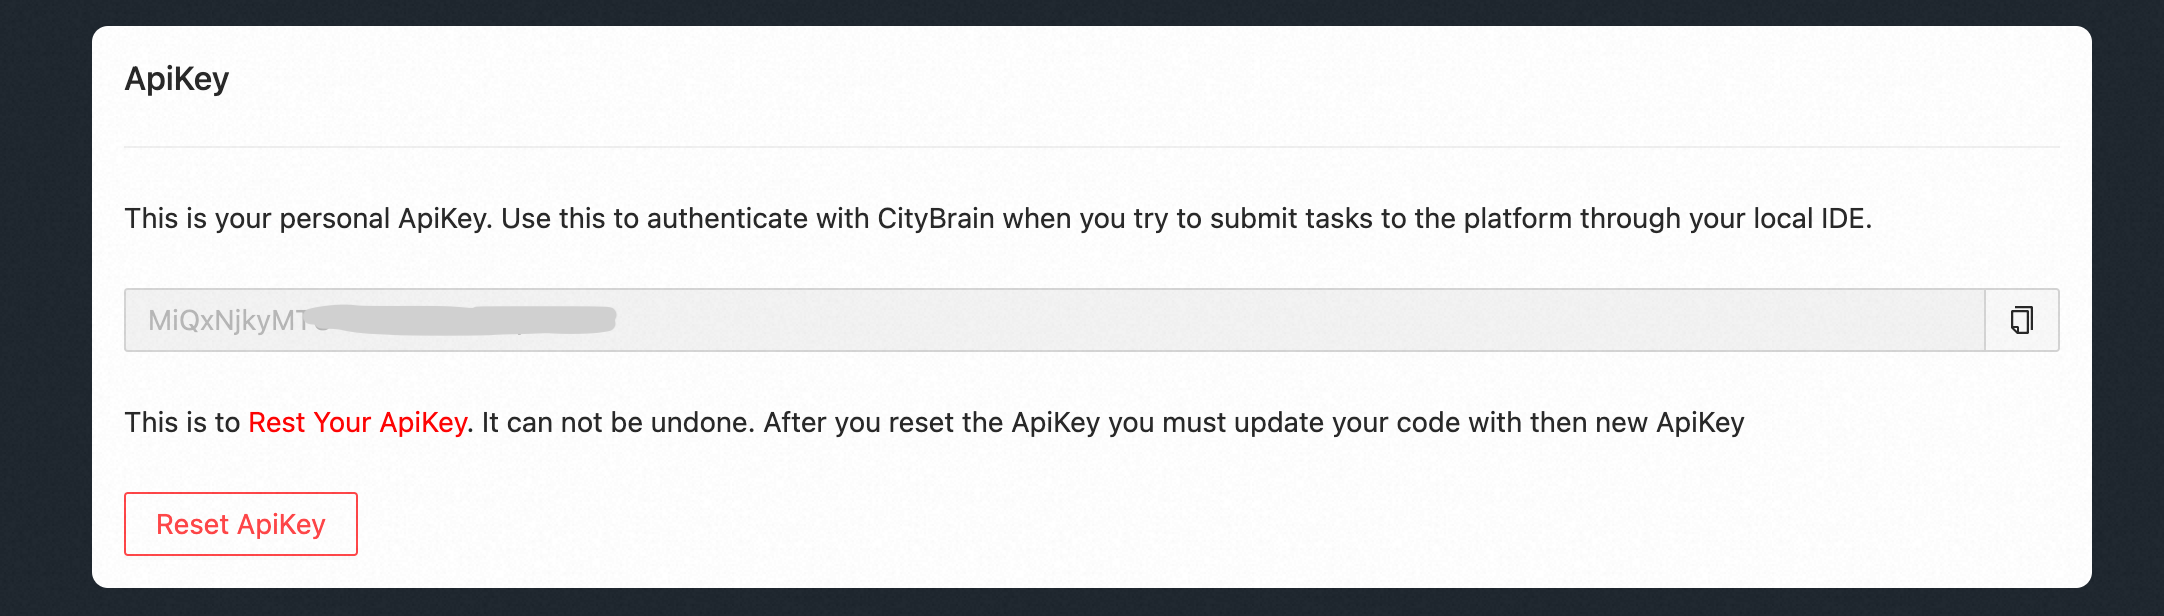 ApiKey
This is your personal ApiKey. Use this to authenticate with CityBrain when you try to submit tasks to the platform through your local IDE.
MiQxNjkyMT
This is to Rest Your ApiKey. It can not be undone. After you reset the ApiKey you must update your code with then new ApiKey
Reset ApiKey